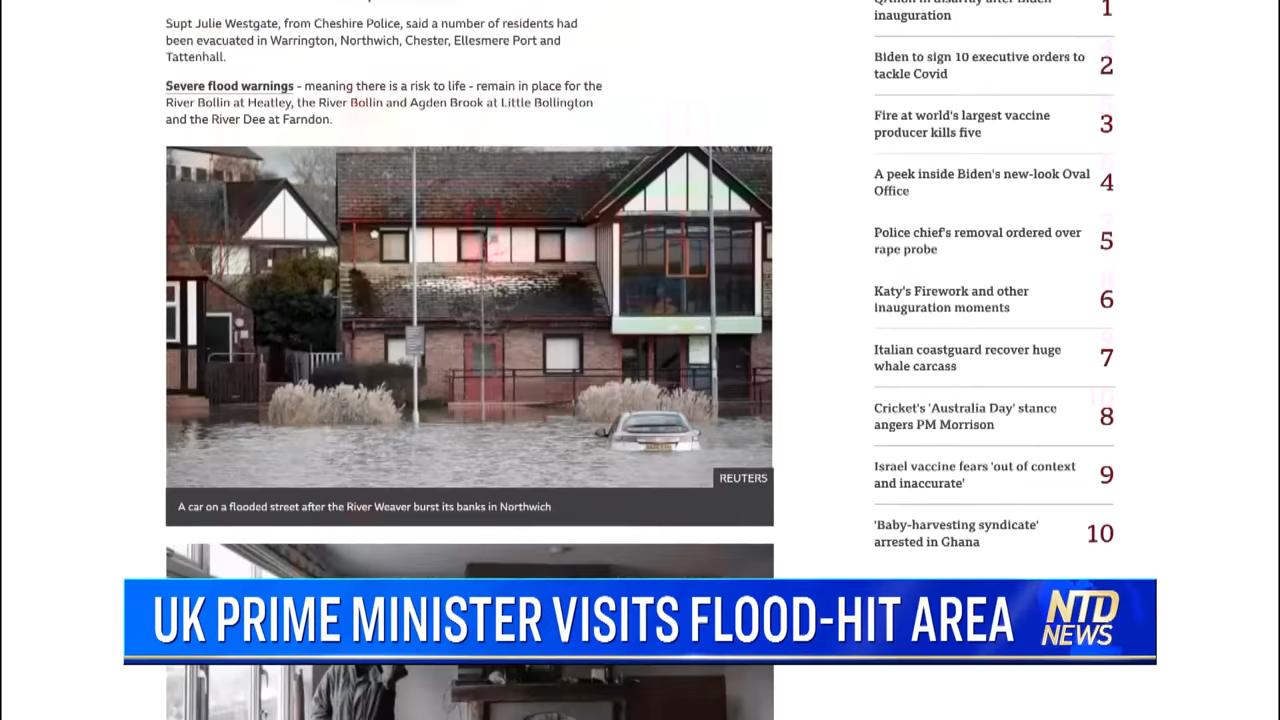 Supt Julie Westgate, from Cheshire Police, said a number of residents had
been evacuated in Warrington, Northwich, Chester, Ellesmere Port and
Tattenhall.
Severe flood warnings - meaning there is a risk to life - remain in place for the
River Bollin at Heatley, the River Bollin and Agden Brook at Little Bollington
and the River Dee at Farndon.
REUTERS
A car on a flooded street after the River Weaver burst its banks in Northwich
QAnon in disarray after Biden
inauguration
1
Biden to sign 10 executive orders to
tackle Covid
2
Fire at world's largest vaccine
producer kills five
3
A peek inside Biden's new-look Oval
Office
4
Police chief's removal ordered over
rape probe
5
Katy's Firework and other
inauguration moments
6
Italian coastguard recover huge
whale carcass
7
Cricket's 'Australia Day' stance
angers PM Morrison
8
Israel vaccine fears 'out of context
and inaccurate'
9
'Baby-harvesting syndicate'
arrested in Ghana
10
UK PRIME MINISTER VISITS FLOOD-HIT AREA
NTD
NEWS